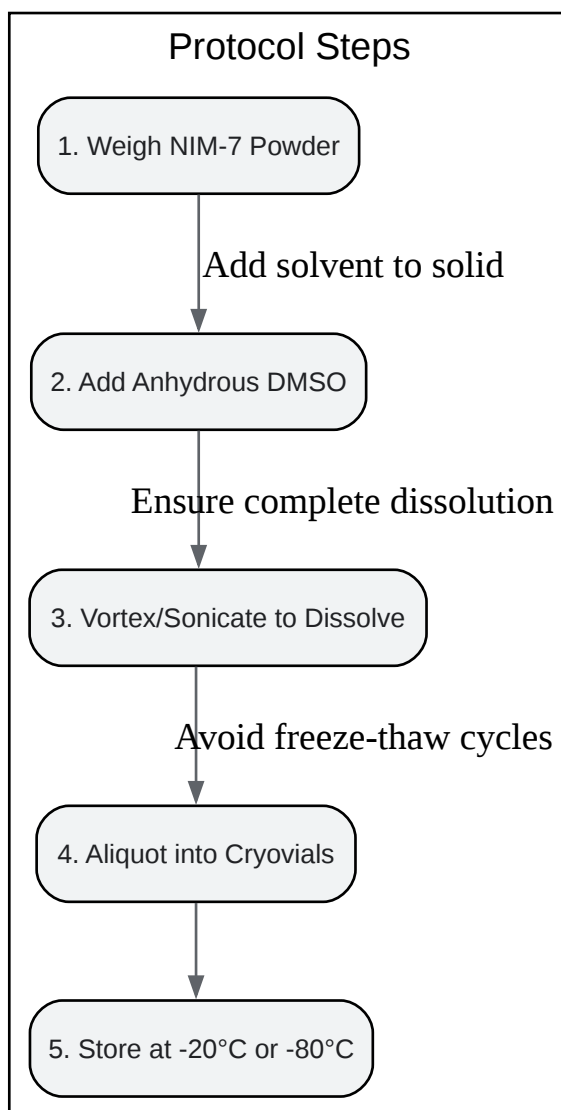 Protocol Steps
1. Weigh NIM-7 Powder
Add solvent to solid
2. Add Anhydrous DMSO
Ensure complete dissolution
3. Vortex/Sonicate to Dissolve
Avoid freeze-thaw cycles
4. Aliquot into Cryovials
5. Store at -20°C or -80°C